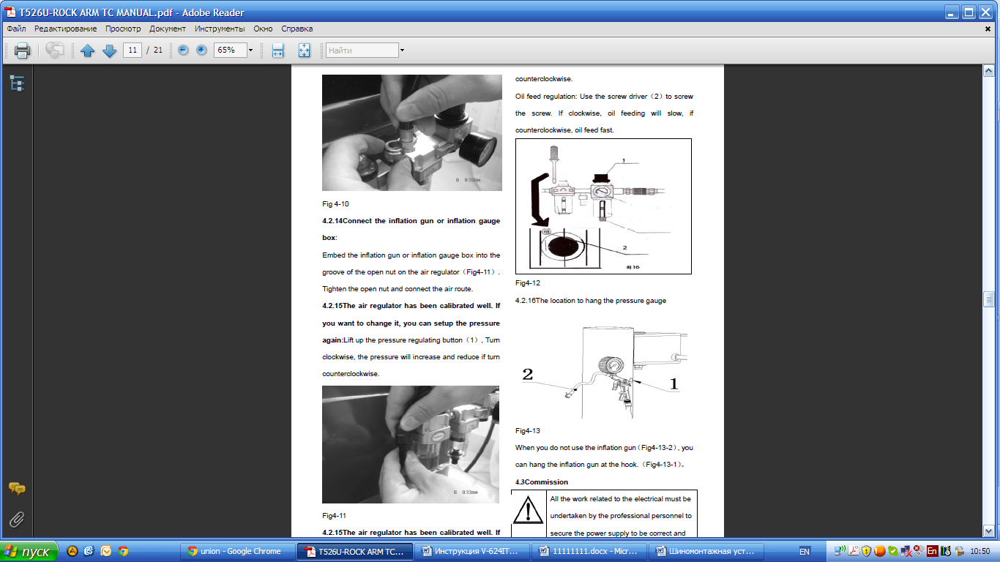 T526U-ROCK ARM TC MANUAL.pdf - Adobe Reader
Файл Редактирование Просмотр Документ Инструменты Окно Справка
11 / 21 65% Найти
8 9:33AM
Fig 4-10
4.2.14Connect the inflation gun or inflation gauge
box:
Embed the inflation gun or inflation gauge box into the
groove of the open nut on the air regulator（Fig4-11）.
Tighten the open nut and connect the air route.
4.2.15The air regulator has been calibrated well. If
you want to change it, you can setup the pressure
again:Lift up the pressure regulating button（1）, Turn
clockwise, the pressure will increase and reduce if turn
counterclockwise.
8 9:33AM
Fig4-11
4.2.15The air regulator has been calibrated well. If
counterclockwise.
Oil feed regulation: Use the screw driver（2）to screw
the screw. If clockwise, oil feeding will slow, if
counterclockwise, oil feed fast.
1
2
图 16
Fig4-12
4.2.16The location to hang the pressure gauge
2
1
Fig4-13
When you do not use the inflation gun（Fig4-13-2）, you
can hang the inflation gun at the hook.（Fig4-13-1）。
4.3Commission
All the work related to the electrical must be
undertaken by the professional personnel to
secure the power supply to be correct and
пуск
union - Google Chrome
T526U-ROCK ARM TC...
Инструкция V-624IT...
11111111.docx - Micr...
Шиномонтажная уст...
EN
En
10:50